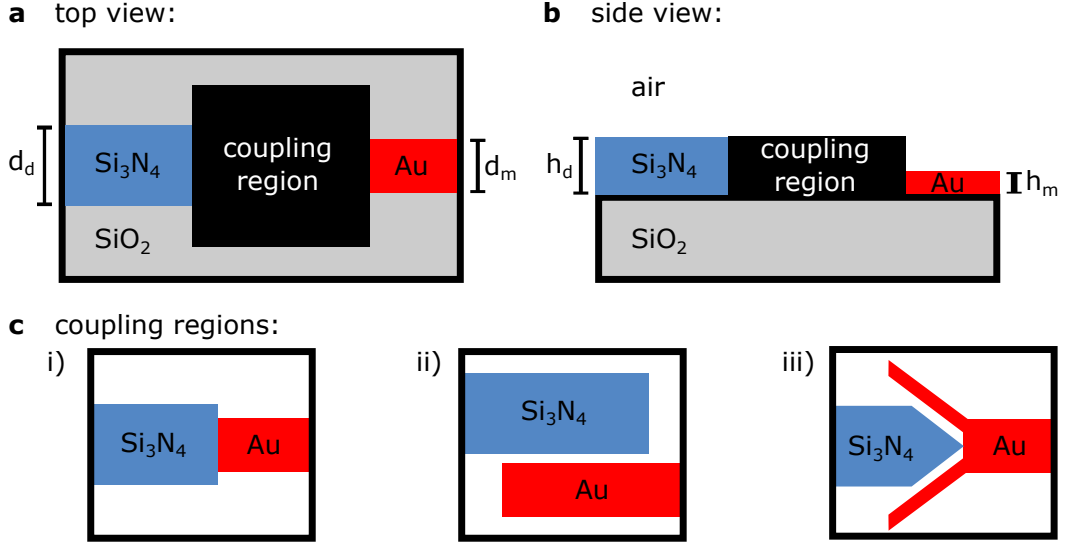 a top view:
d_d
Si₃N₄
SiO₂
coupling
region
Au
d_m
b side view:
air
h_d
Si₃N₄
coupling
region
Au
h_m
SiO₂
c coupling regions:
i)
Si₃N₄
Au
ii)
Si₃N₄
Au
iii)
Si₃N₄
Au